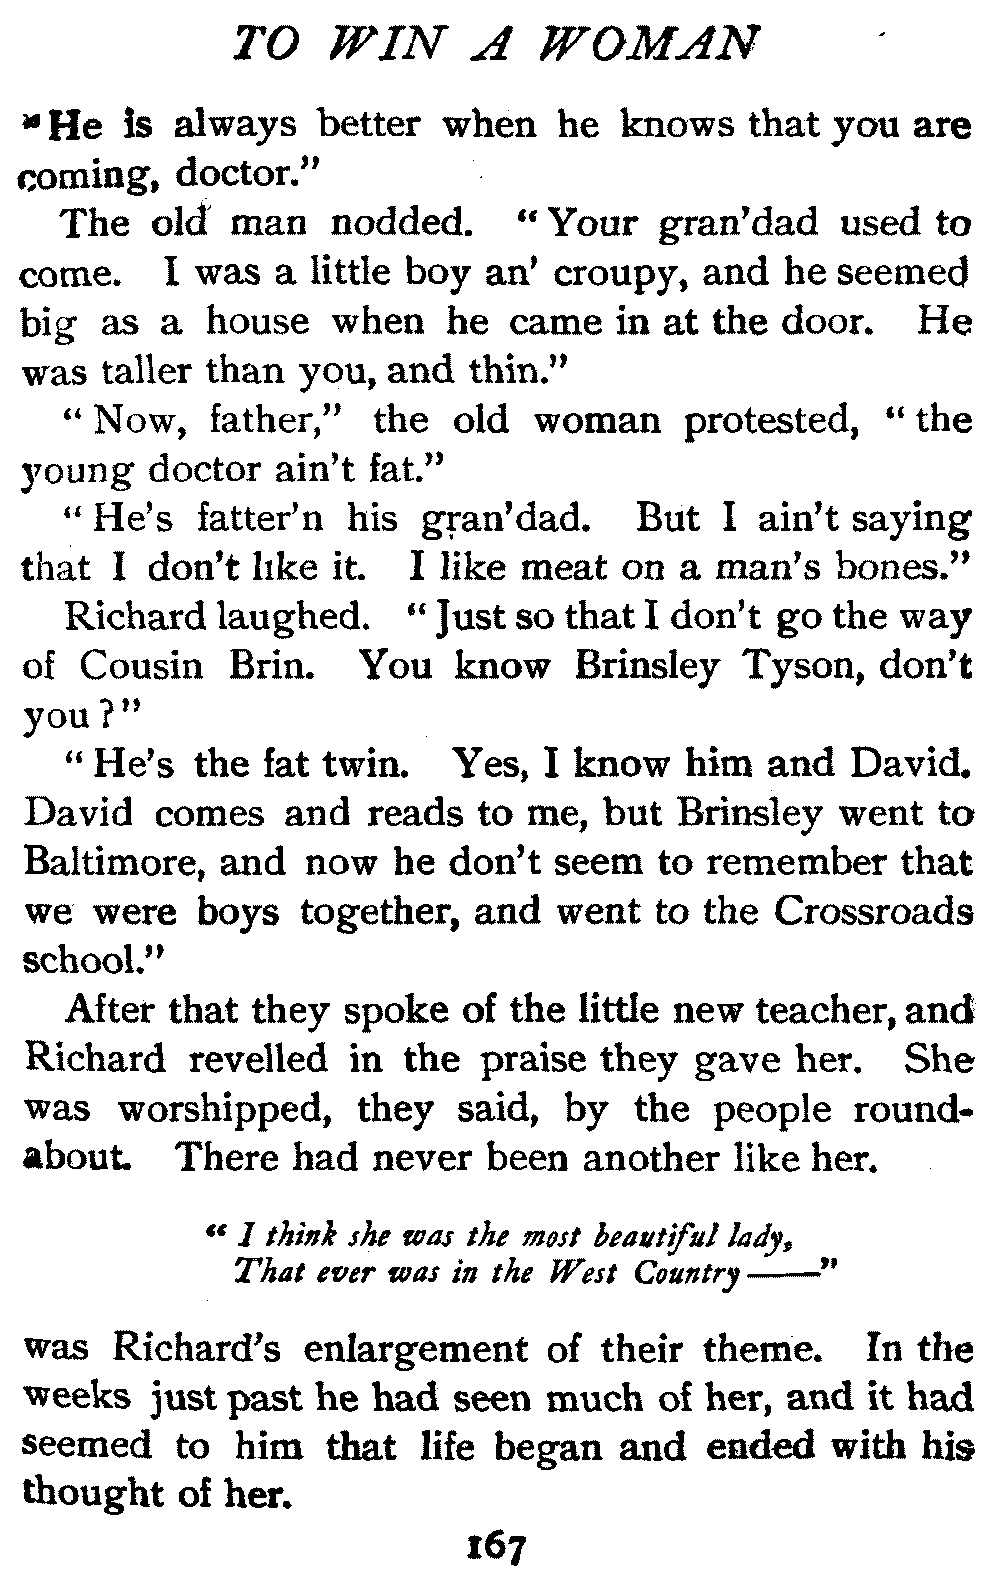 TO WIN A WOMAN
"He is always better when he knows that you are
coming, doctor."
The old man nodded. "Your gran'dad used to
come. I was a little boy an' croupy, and he seemed
big as a house when he came in at the door. He
was taller than you, and thin."
"Now, father," the old woman protested, "the
young doctor ain't fat."
"He's fatter'n his gran'dad. But I ain't saying
that I don't like it. I like meat on a man's bones."
Richard laughed. "Just so that I don't go the way
of Cousin Brin. You know Brinsley Tyson, don't
you?"
"He's the fat twin. Yes, I know him and David.
David comes and reads to me, but Brinsley went to
Baltimore, and now he don't seem to remember that
we were boys together, and went to the Crossroads
school."
After that they spoke of the little new teacher, and
Richard revelled in the praise they gave her. She
was worshipped, they said, by the people round-
about. There had never been another like her.
"I think she was the most beautiful lady,
That ever was in the West Country——"
was Richard's enlargement of their theme. In the
weeks just past he had seen much of her, and it had
seemed to him that life began and ended with his
thought of her.
167